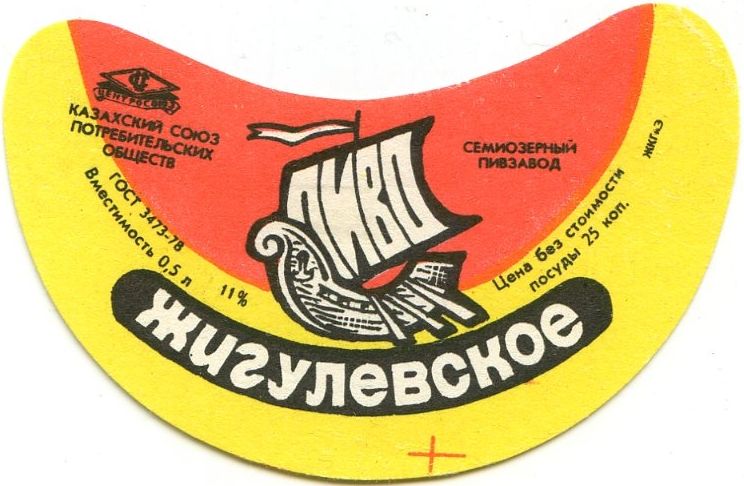 ЦЕНТРОСОЮЗ
КАЗАХСКИЙ СОЮЗ
ПОТРЕБИТЕЛЬСКИХ
ОБЩЕСТВ
СЕМИОЗЕРНЫЙ
ПИВЗАВОД
ЖКГаЭ
ГОСТ 3473-78
Вместимость 0,5 л
11%
Цена без стоимости
посуды 25 коп.
ПИВО
Жигулевское